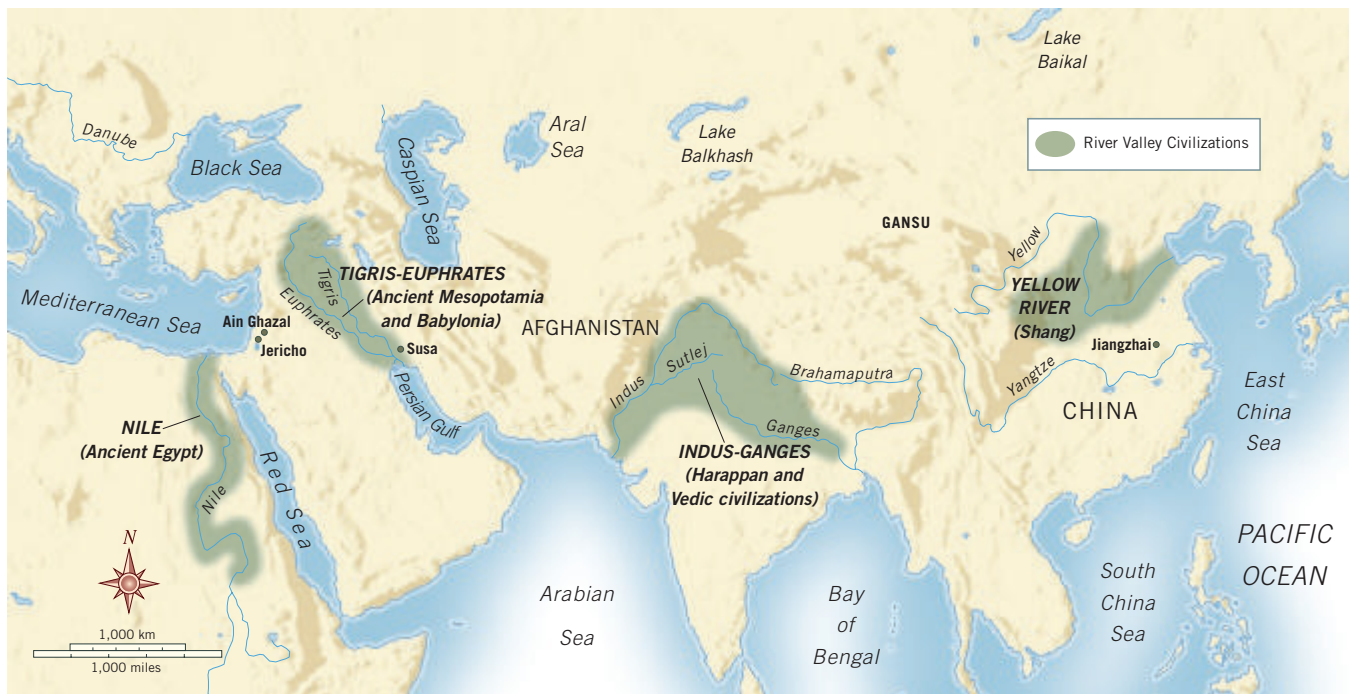 Lake
Baikal
Danube
Black Sea
Caspian Sea
Aral
Sea
Lake
Balkhash
River Valley Civilizations
GANSU
Yellow
YELLOW
RIVER
(Shang)
TIGRIS-EUPHRATES
(Ancient Mesopotamia
and Babylonia)
Tigris
Euphrates
Mediterranean Sea
Ain Ghazal
Jericho
Susa
AFGHANISTAN
Jiangzhai
Yangtze
CHINA
Indus
Sutlej
Brahamaputra
Ganges
Persian Gulf
East
China
Sea
NILE
(Ancient Egypt)
Nile
Red Sea
INDUS-GANGES
(Harappan and
Vedic civilizations)
PACIFIC
OCEAN
N
Arabian
Sea
Bay
of
Bengal
South
China
Sea
1,000 km
1,000 miles